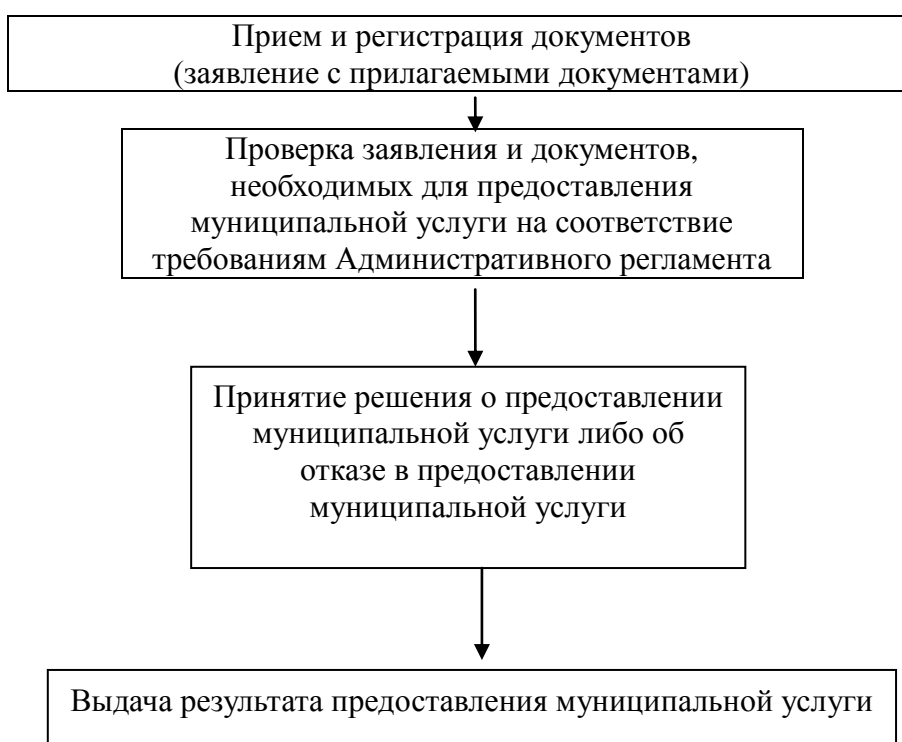 Прием и регистрация документов
(заявление с прилагаемыми документами)
Проверка заявления и документов,
необходимых для предоставления
муниципальной услуги на соответствие
требованиям Административного регламента
Принятие решения о предоставлении
муниципальной услуги либо об
отказе в предоставлении
муниципальной услуги
Выдача результата предоставления муниципальной услуги